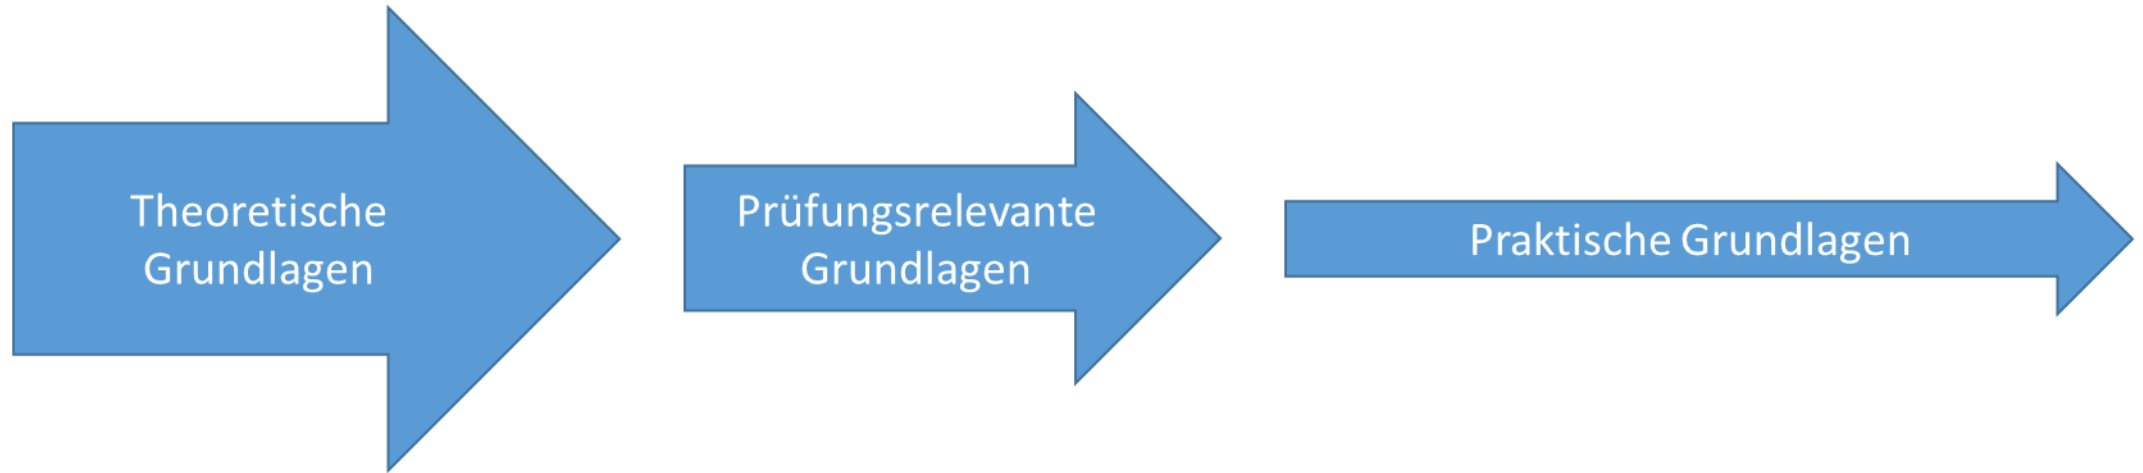 Theoretische
Grundlagen
Prüfungsrelevante
Grundlagen
Praktische Grundlagen